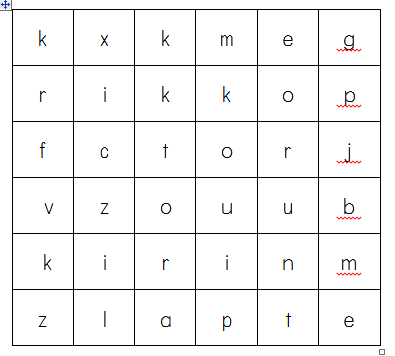 k x k m e g
r i k k o p
f c t o r j
v z o u u b
k i r i n m
z l a p t e